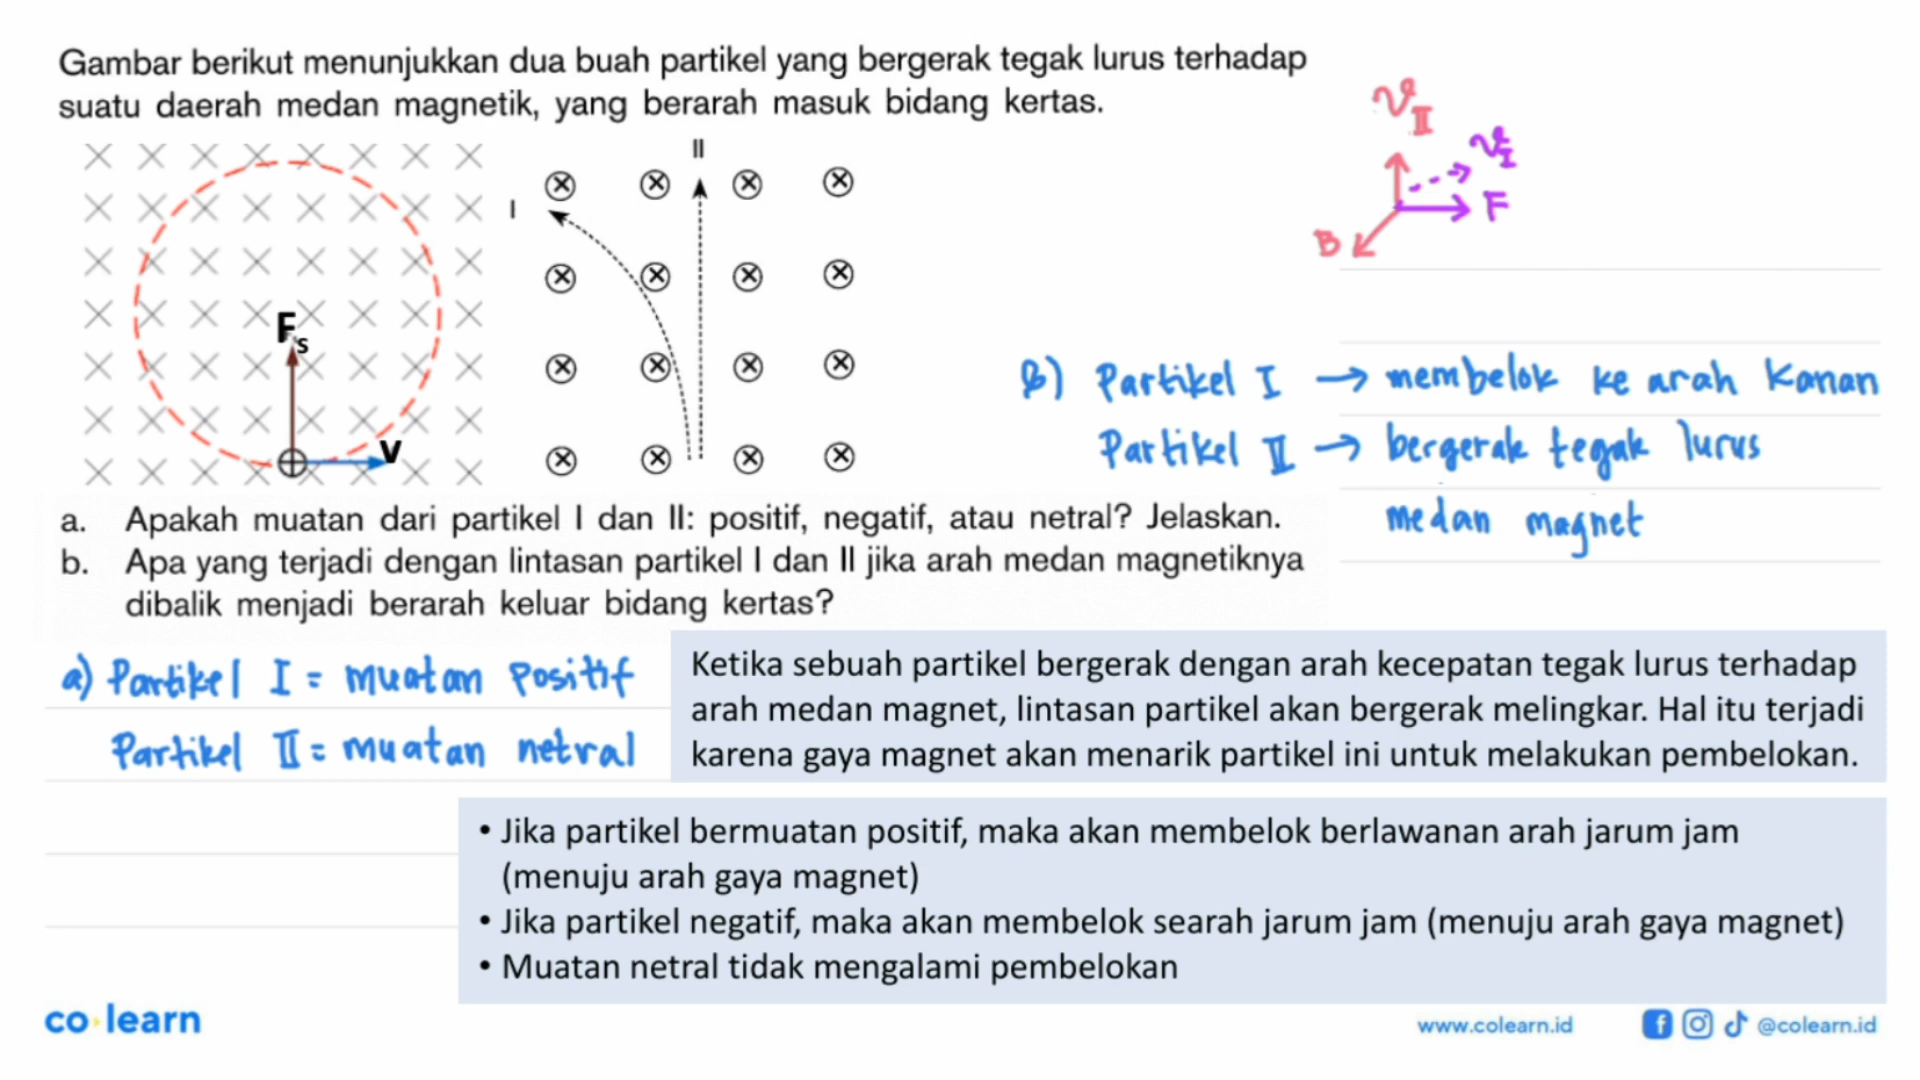 Gambar berikut menunjukkan dua buah partikel yang bergerak tegak lurus terhadap
suatu daerah medan magnetik, yang berarah masuk bidang kertas.
Fs
V
I
II
v II
v I
F
B
b) Partikel I → membelok ke arah kanan
Partikel II → bergerak tegak lurus
medan magnet
a. Apakah muatan dari partikel I dan II: positif, negatif, atau netral? Jelaskan.
b. Apa yang terjadi dengan lintasan partikel I dan II jika arah medan magnetiknya
dibalik menjadi berarah keluar bidang kertas?
a) Partikel I = muatan positif
Partikel II = muatan netral
Ketika sebuah partikel bergerak dengan arah kecepatan tegak lurus terhadap
arah medan magnet, lintasan partikel akan bergerak melingkar. Hal itu terjadi
karena gaya magnet akan menarik partikel ini untuk melakukan pembelokan.
• Jika partikel bermuatan positif, maka akan membelok berlawanan arah jarum jam
(menuju arah gaya magnet)
• Jika partikel negatif, maka akan membelok searah jarum jam (menuju arah gaya magnet)
• Muatan netral tidak mengalami pembelokan
co learn
www.colearn.id
@colearn.id